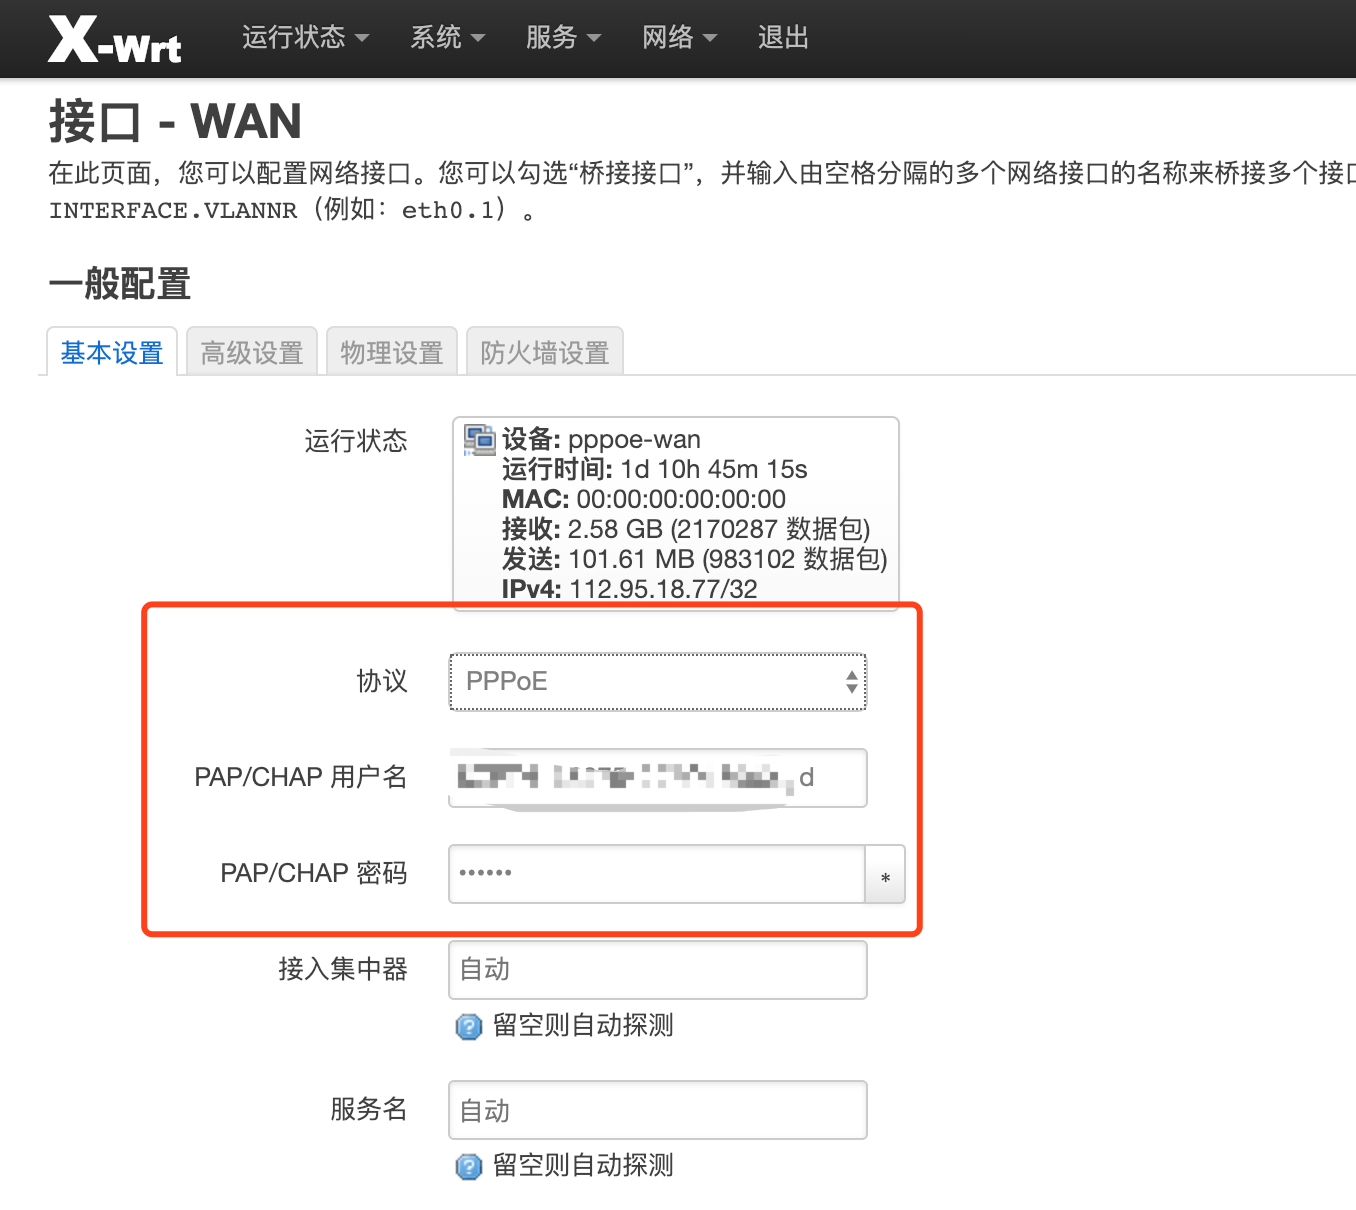 X-Wrt 运行状态 系统 服务 网络 退出
接口 - WAN
在此页面，您可以配置网络接口。您可以勾选“桥接接口”，并输入由空格分隔的多个网络接口的名称来桥接多个接口
INTERFACE.VLANNR（例如：eth0.1）。
一般配置
基本设置 高级设置 物理设置 防火墙设置
运行状态
设备: pppoe-wan
运行时间: 1d 10h 45m 15s
MAC: 00:00:00:00:00:00
接收: 2.58 GB (2170287 数据包)
发送: 101.61 MB (983102 数据包)
IPv4: 112.95.18.77/32
协议 PPPoE
PAP/CHAP 用户名 d
PAP/CHAP 密码 •••••• *
接入集中器 自动
留空则自动探测
服务名 自动
留空则自动探测